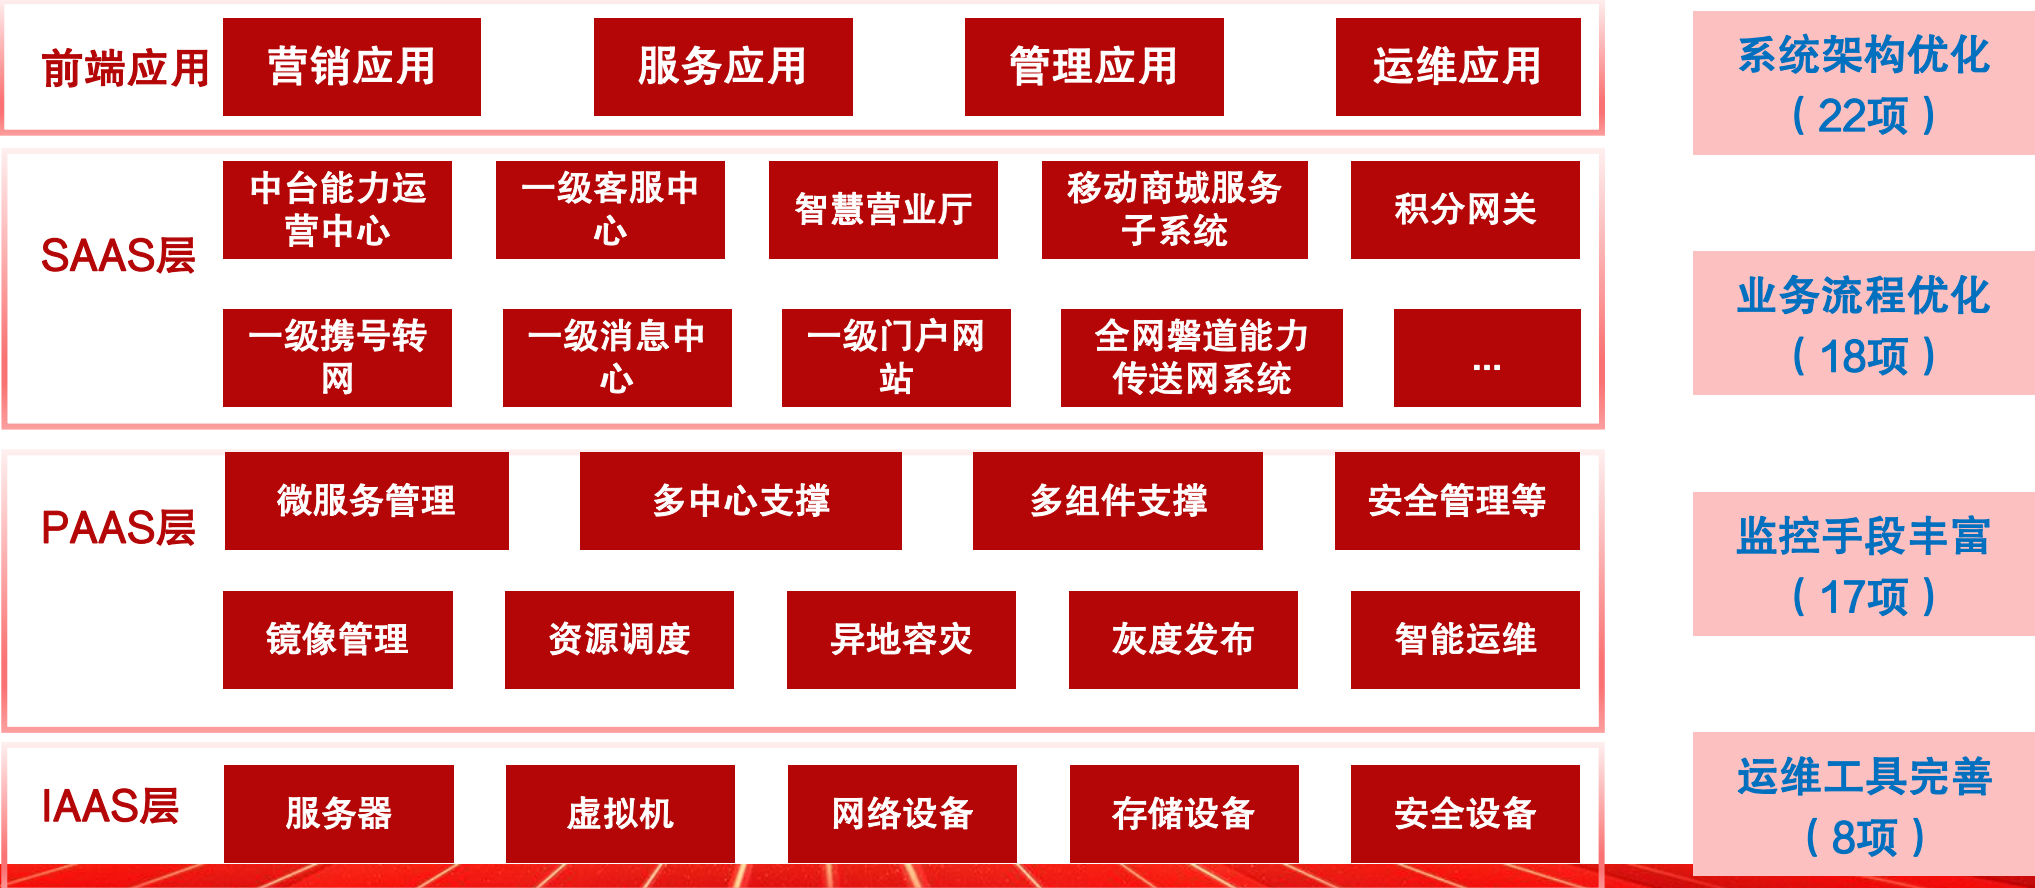 前端应用
营销应用
服务应用
管理应用
运维应用
SAAS层
中台能力运
营中心
一级客服中
心
智慧营业厅
移动商城服务
子系统
积分网关
一级携号转
网
一级消息中
心
一级门户网
站
全网磐道能力
传送网系统
...
PAAS层
微服务管理
多中心支撑
多组件支撑
安全管理等
镜像管理
资源调度
异地容灾
灰度发布
智能运维
IAAS层
服务器
虚拟机
网络设备
存储设备
安全设备
系统架构优化
（22项）
业务流程优化
（18项）
监控手段丰富
（17项）
运维工具完善
（8项）